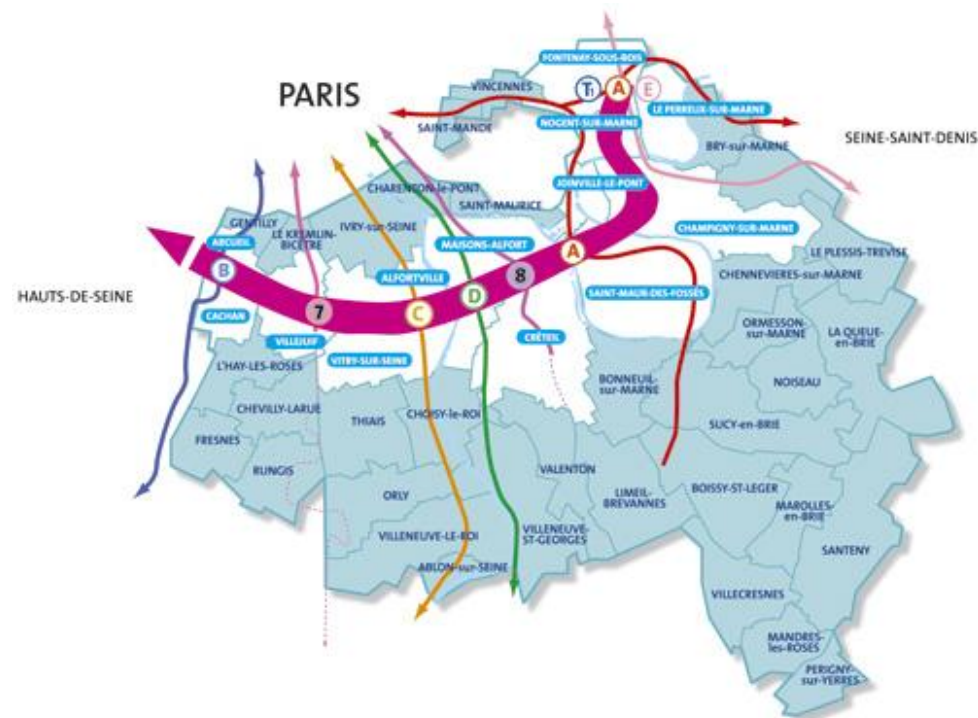 FONTENAY-SOUS-BOIS
VINCENNES
PARIS
T1
A
E
LE PERREUX-SUR-MARNE
SAINT-MANDE
NOGENT-SUR-MARNE
SEINE-SAINT-DENIS
BRY-sur-MARNE
CHARENTON-le-PONT
JOINVILLE-LE-PONT
SAINT-MAURICE
GENTILLY
IVRY-sur-SEINE
LE KREMLIN-
BICÊTRE
ARCUEIL
MAISONS-ALFORT
CHAMPIGNY-SUR-MARNE
LE PLESSIS-TREVISE
A
B
8
ALFORTVILLE
CHENNEVIERES-sur-MARNE
HAUTS-DE-SEINE
D
SAINT-MAUR-DES-FOSSÉS
7
C
CACHAN
ORMESSON-
sur-MARNE
LA QUEUE-
en-BRIE
VILLEJUIF
CRÉTEIL
VITRY-SUR-SEINE
L'HAY-LES-ROSES
BONNEUIL-
sur-MARNE
NOISEAU
CHEVILLY-LARUE
THIAIS
CHOISY-le-ROI
SUCY-en-BRIE
FRESNES
RUNGIS
VALENTON
ORLY
LIMEIL-
BREVANNES
BOISSY-ST-LEGER
MAROLLES-
en-BRIE
VILLENEUVE-LE-ROI
VILLENEUVE-
ST-GEORGES
SANTENY
ABLON-sur-SEINE
VILLECRESNES
MANDRES-
les-ROSES
PERIGNY-
sur-YERRES